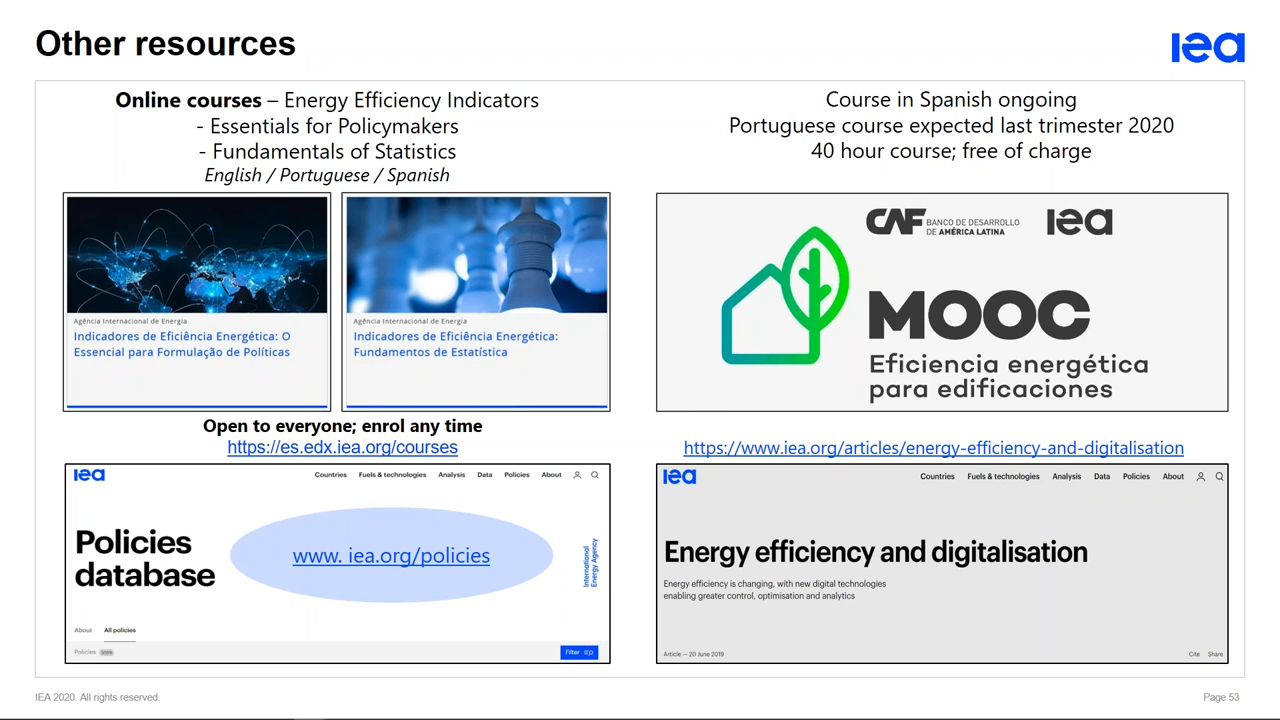 Other resources
iea
Online courses – Energy Efficiency Indicators
- Essentials for Policymakers
- Fundamentals of Statistics
English / Portuguese / Spanish
Agência Internacional de Energia
Indicadores de Eficiência Energética: O
Essencial para Formulação de Políticas
Agência Internacional de Energia
Indicadores de Eficiência Energética:
Fundamentos de Estatística
Open to everyone; enrol any time
https://es.edx.iea.org/courses
Course in Spanish ongoing
Portuguese course expected last trimester 2020
40 hour course; free of charge
CAF BANCO DE DESARROLLO
DE AMÉRICA LATINA
iea
MOOC
Eficiencia energética
para edificaciones
https://www.iea.org/articles/energy-efficiency-and-digitalisation
iea
Countries Fuels & technologies Analysis Data Policies About
Policies
database
www. iea.org/policies
International
Energy Agency
About All policies
Policies
Filter
iea
Countries Fuels & technologies Analysis Data Policies About
Energy efficiency and digitalisation
Energy efficiency is changing, with new digital technologies
enabling greater control, optimisation and analytics
Article — 20 June 2019
Cite Share
IEA 2020. All rights reserved.
Page 53